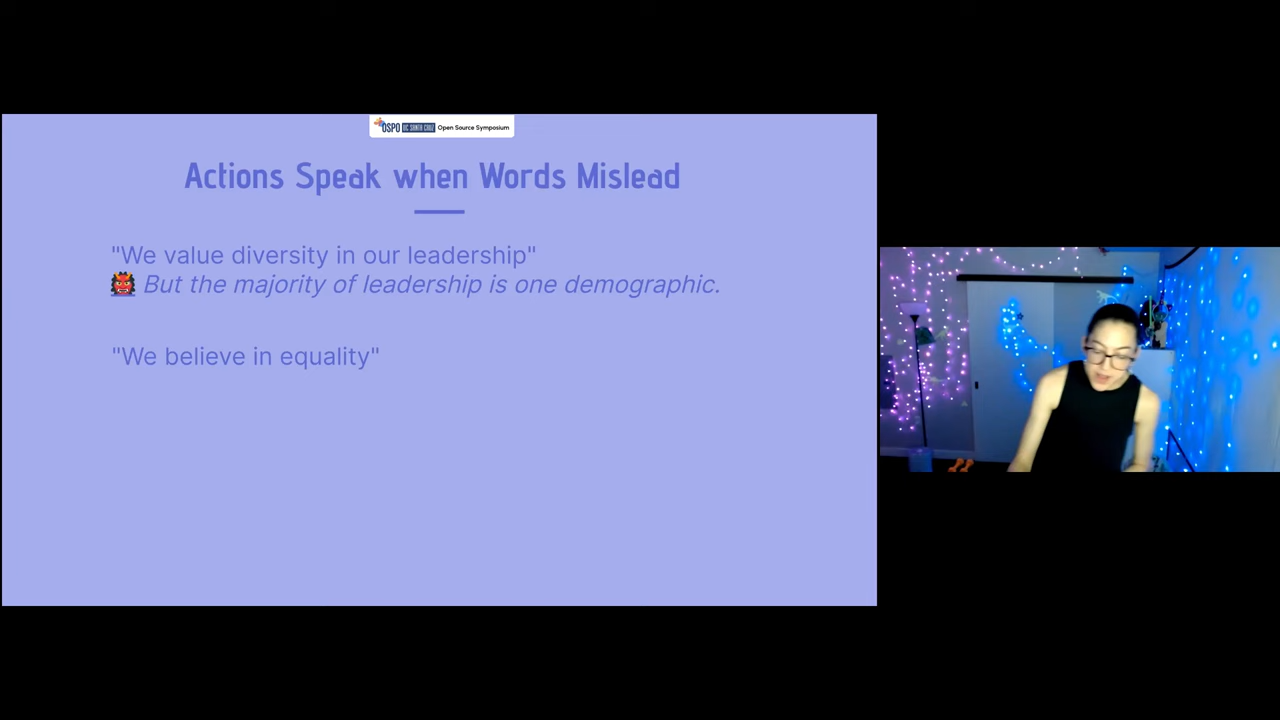 OSPO UC SANTA CRUZ Open Source Symposium
Actions Speak when Words Mislead
"We value diversity in our leadership"
👹 But the majority of leadership is one demographic.
"We believe in equality"